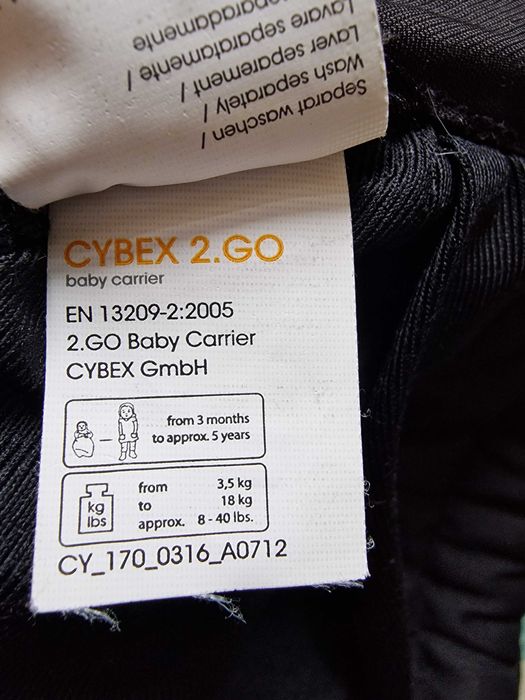 Separat waschen /
Wash separately /
Laver separement /
Lavare separatamente /
CYBEX 2.GO
baby carrier
EN 13209-2:2005
2.GO Baby Carrier
CYBEX GmbH
from 3 months
to approx. 5 years
kg
lbs
from 3,5 kg
to 18 kg
approx. 8 - 40 lbs.
CY_170_0316_A0712